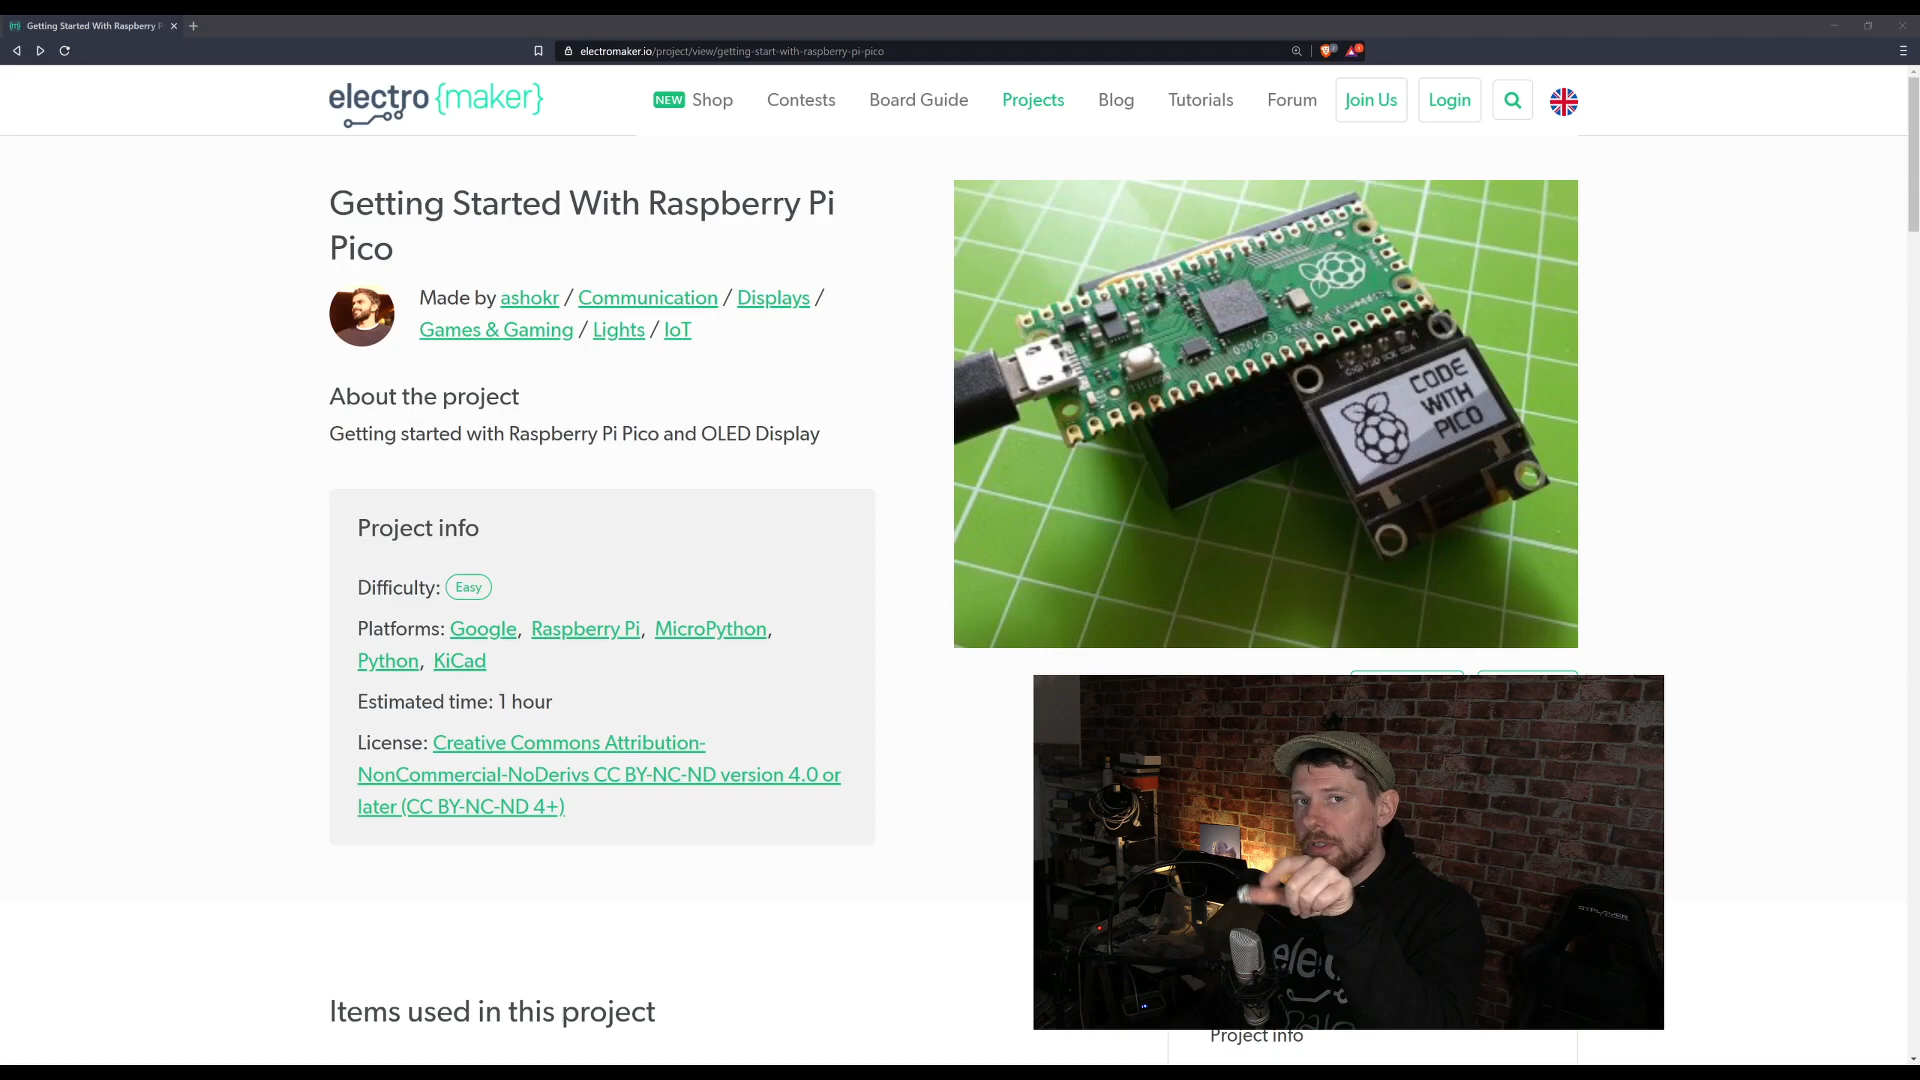 Getting Started With Raspberry P
electromaker.io/project/view/getting-start-with-raspberry-pi-pico
electro {maker}
NEW Shop Contests Board Guide Projects Blog Tutorials Forum Join Us Login
Getting Started With Raspberry Pi
Pico
Made by ashokr / Communication / Displays /
Games & Gaming / Lights / IoT
About the project
Getting started with Raspberry Pi Pico and OLED Display
Project info
Difficulty: Easy
Platforms: Google, Raspberry Pi, MicroPython,
Python, KiCad
Estimated time: 1 hour
License: Creative Commons Attribution-
NonCommercial-NoDerivs CC BY-NC-ND version 4.0 or
later (CC BY-NC-ND 4+)
Items used in this project
CODE
WITH
PICO
GTPLAYER
Project info